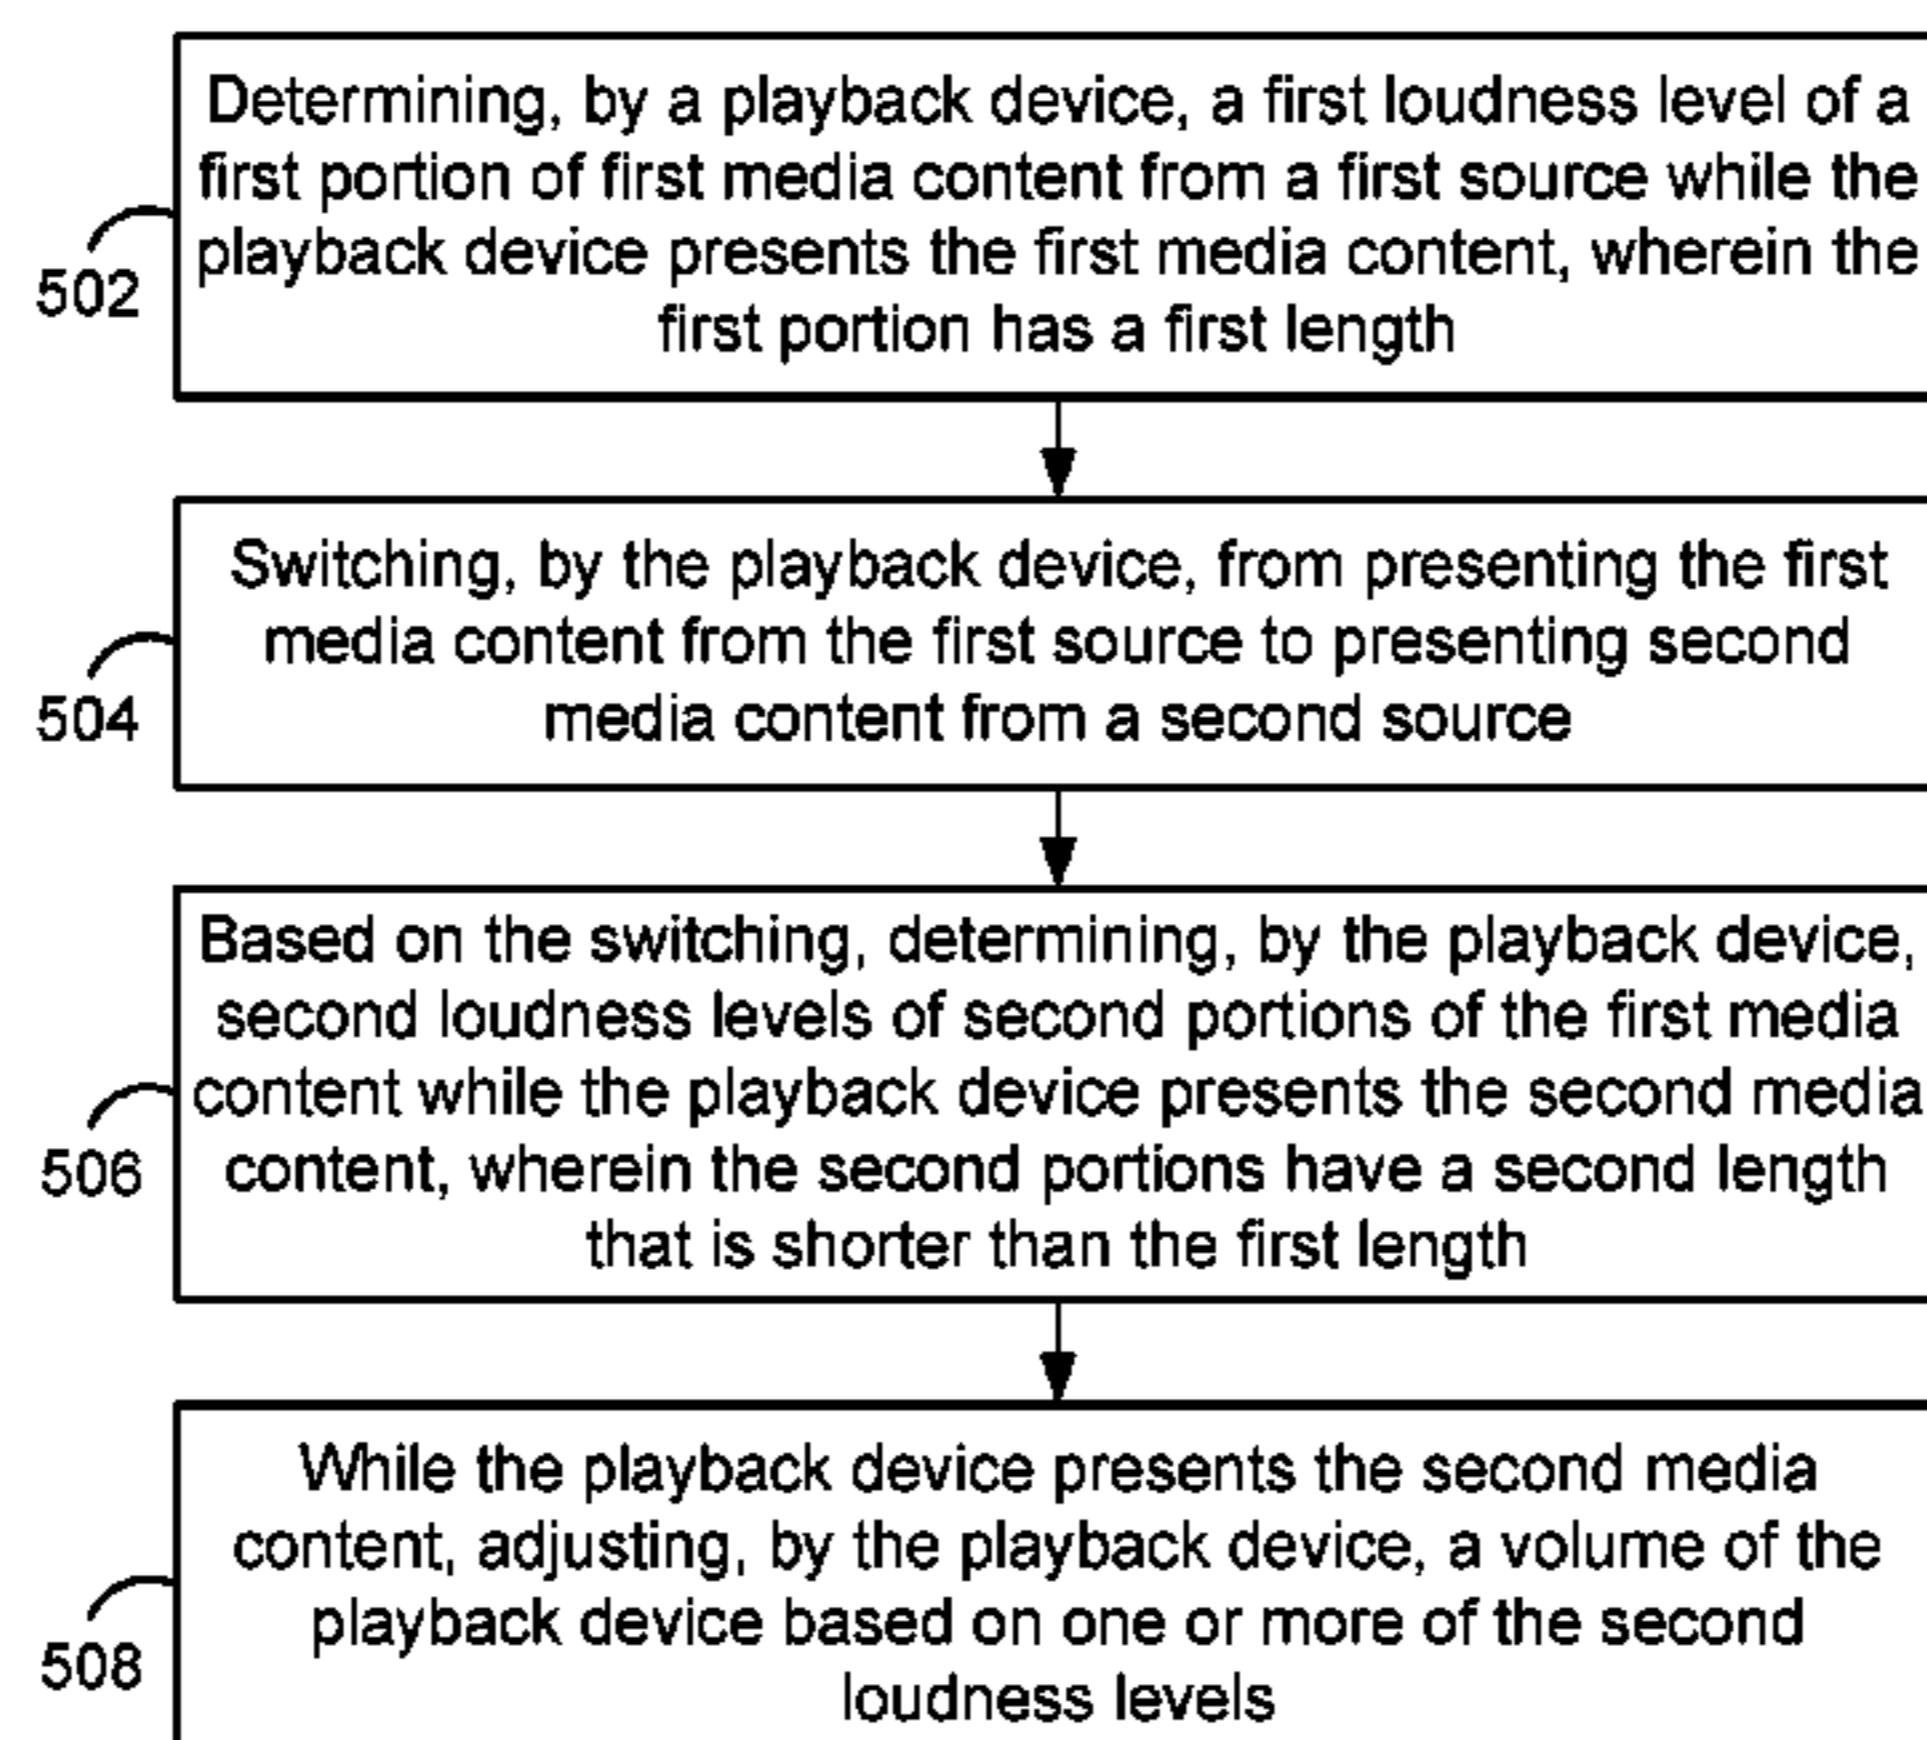 Determining, by a playback device, a first loudness level of a
first portion of first media content from a first source while the
playback device presents the first media content, wherein the
first portion has a first length
502
Switching, by the playback device, from presenting the first
media content from the first source to presenting second
media content from a second source
504
Based on the switching, determining, by the playback device,
second loudness levels of second portions of the first media
content while the playback device presents the second media
content, wherein the second portions have a second length
that is shorter than the first length
506
While the playback device presents the second media
content, adjusting, by the playback device, a volume of the
playback device based on one or more of the second
loudness levels
508